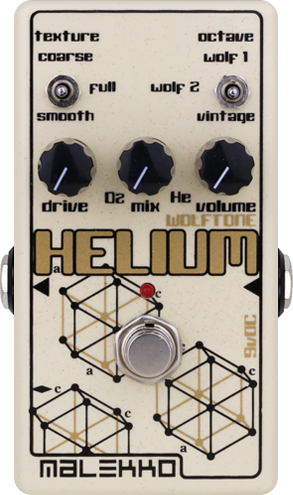 texture octave
coarse wolf 1
full wolf 2
smooth vintage
O2 He
drive mix volume
WOLFTONE
HELIUM
a
c
9vDC
c
a c
MALEKKO